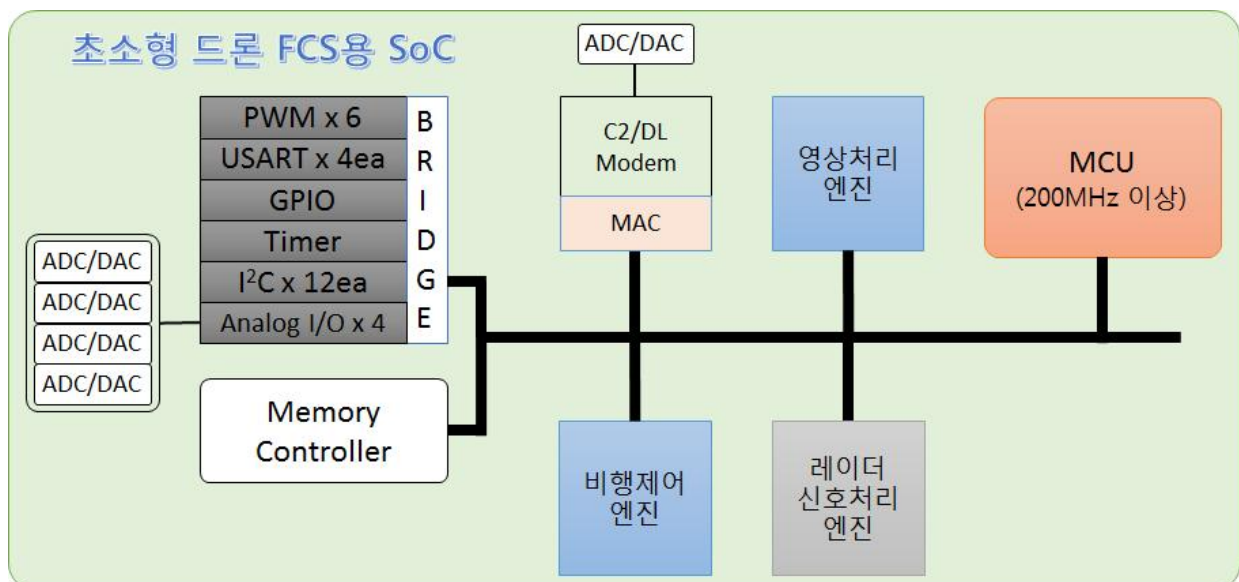 초소형 드론 FCS용 SoC
ADC/DAC
PWM x 6
USART x 4ea
GPIO
Timer
I²C x 12ea
Analog I/O x 4
B
R
I
D
G
E
ADC/DAC
ADC/DAC
ADC/DAC
ADC/DAC
Memory
Controller
C2/DL
Modem
MAC
영상처리
엔진
MCU
(200MHz 이상)
비행제어
엔진
레이더
신호처리
엔진